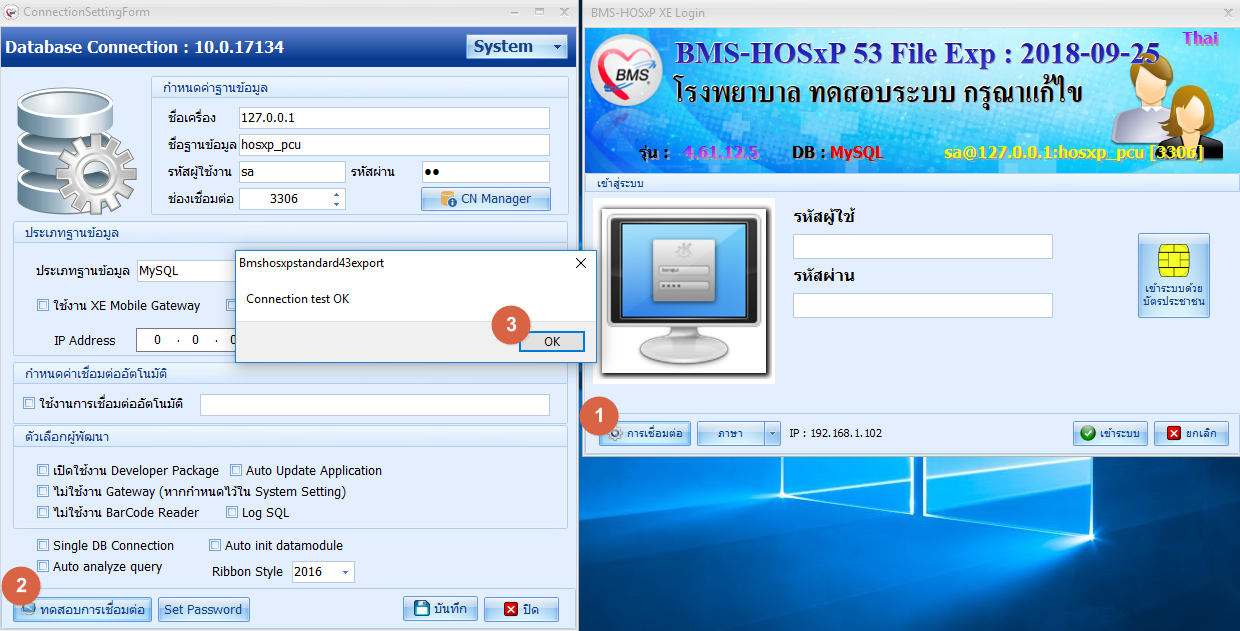 ConnectionSettingForm
Database Connection : 10.0.17134
System
กำหนดค่าฐานข้อมูล
ชื่อเครื่อง 127.0.0.1
ชื่อฐานข้อมูล hosxp_pcu
รหัสผู้ใช้งาน sa รหัสผ่าน ●●
ช่องเชื่อมต่อ 3306 CN Manager
ประเภทฐานข้อมูล
ประเภทฐานข้อมูล MySQL
ใช้งาน XE Mobile Gateway
IP Address 0 . 0 . 0
กำหนดค่าเชื่อมต่ออัตโนมัติ
ใช้งานการเชื่อมต่ออัตโนมัติ
ตัวเลือกผู้พัฒนา
เปิดใช้งาน Developer Package Auto Update Application
ไม่ใช้งาน Gateway (หากกำหนดไว้ใน System Setting)
ไม่ใช้งาน BarCode Reader Log SQL
Single DB Connection Auto init datamodule
Auto analyze query Ribbon Style 2016
2
ทดสอบการเชื่อมต่อ Set Password บันทึก ปิด
Bmshosxpstandard43export
Connection test OK
3
OK
BMS-HOSxP XE Login
BMS
BMS-HOSxP 53 File Exp : 2018-09-25
Thai
โรงพยาบาล ทดสอบระบบ กรุณาแก้ไข
รุ่น : 4.61.12.5 DB : MySQL sa@127.0.0.1:hosxp_pcu [3306]
เข้าสู่ระบบ
รหัสผู้ใช้
รหัสผ่าน
เข้าระบบด้วย
บัตรประชาชน
1
การเชื่อมต่อ ภาษา IP : 192.168.1.102 เข้าระบบ ยกเลิก